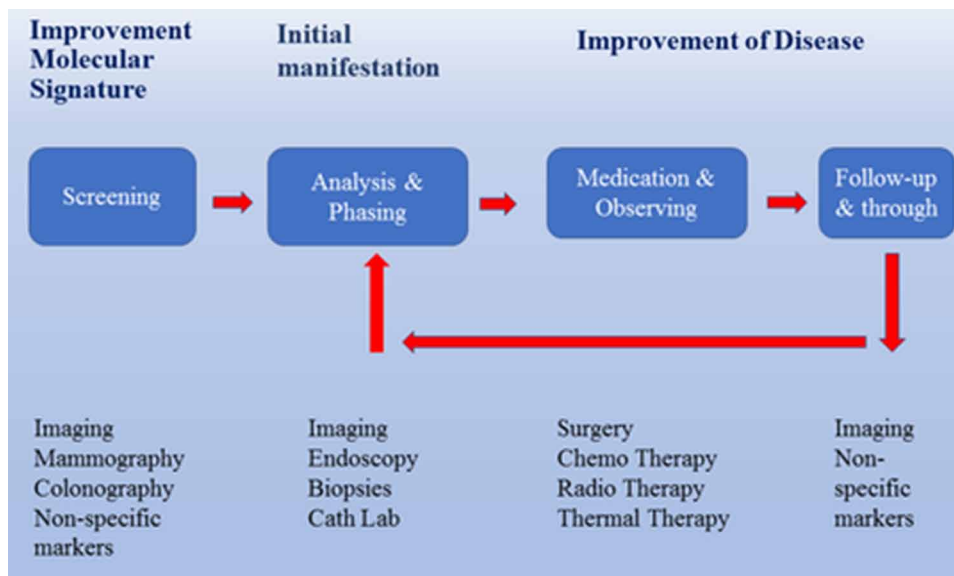 Improvement
Molecular
Signature
Initial
manifestation
Improvement of Disease
Screening
Analysis &
Phasing
Medication &
Observing
Follow-up
& through
Imaging
Mammography
Colonography
Non-specific
markers
Imaging
Endoscopy
Biopsies
Cath Lab
Surgery
Chemo Therapy
Radio Therapy
Thermal Therapy
Imaging
Non-
specific
markers